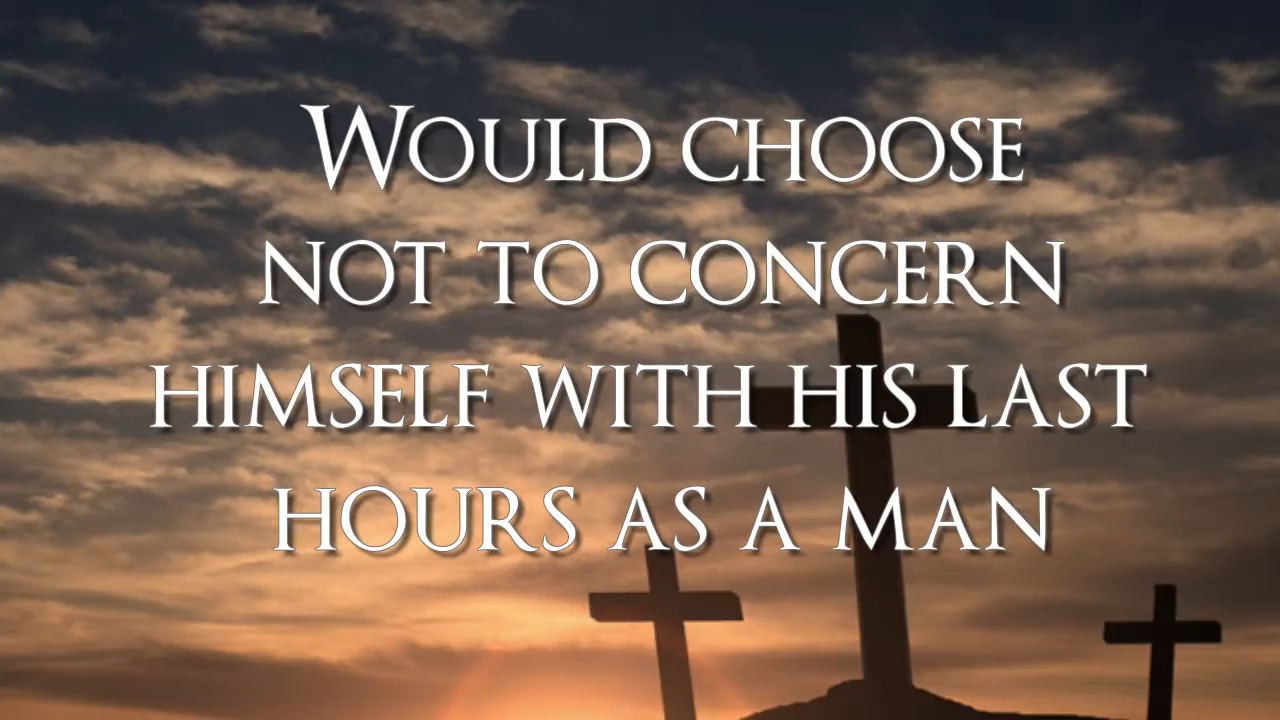 Would choose
not to concern
himself with his last
hours as a man